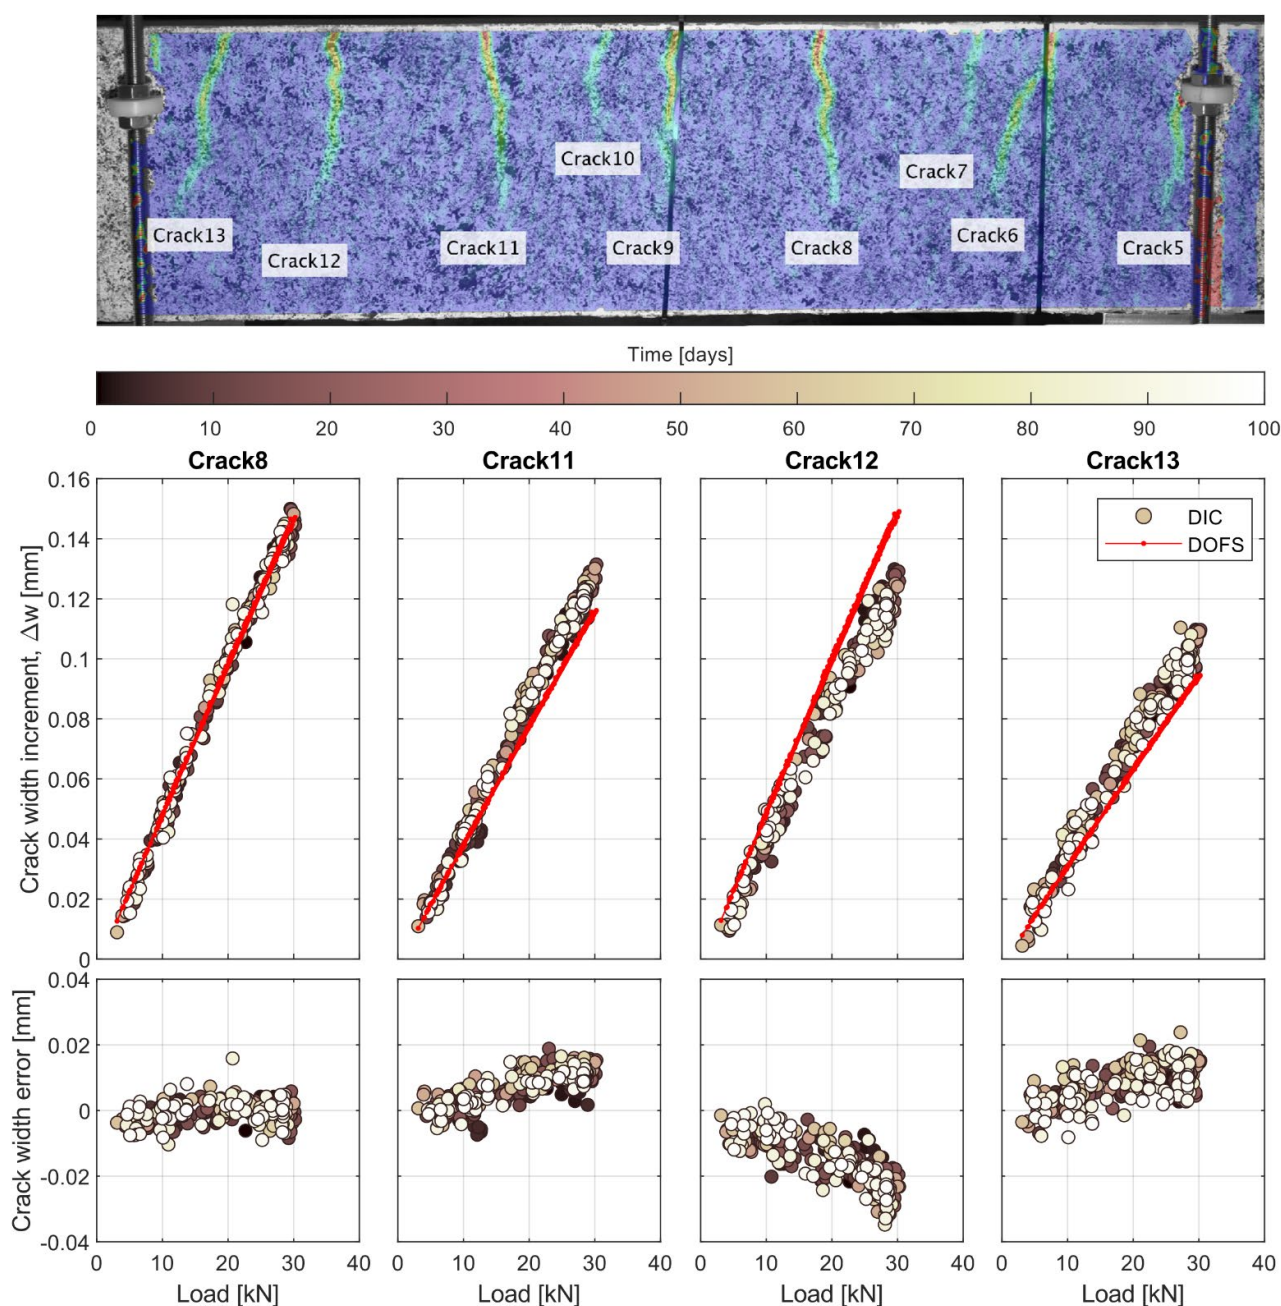 Crack10
Crack7
Crack13
Crack12
Crack11
Crack9
Crack8
Crack6
Crack5
Time [days]
0 10 20 30 40 50 60 70 80 90 100
Crack8 Crack11 Crack12 Crack13
Crack width increment, Δw [mm]
0.16
0.14
0.12
0.1
0.08
0.06
0.04
0.02
0
DIC
DOFS
Crack width error [mm]
0.04
0.02
0
-0.02
-0.04
0 10 20 30 40 0 10 20 30 40 0 10 20 30 40 0 10 20 30 40
Load [kN] Load [kN] Load [kN] Load [kN]